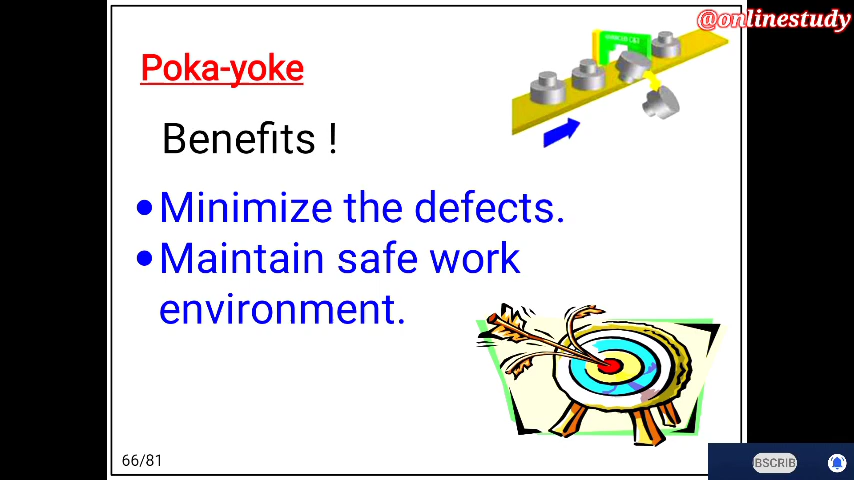 @onlinestudy
Poka-yoke
Benefits !
•Minimize the defects.
•Maintain safe work
environment.
66/81
BSCRIB